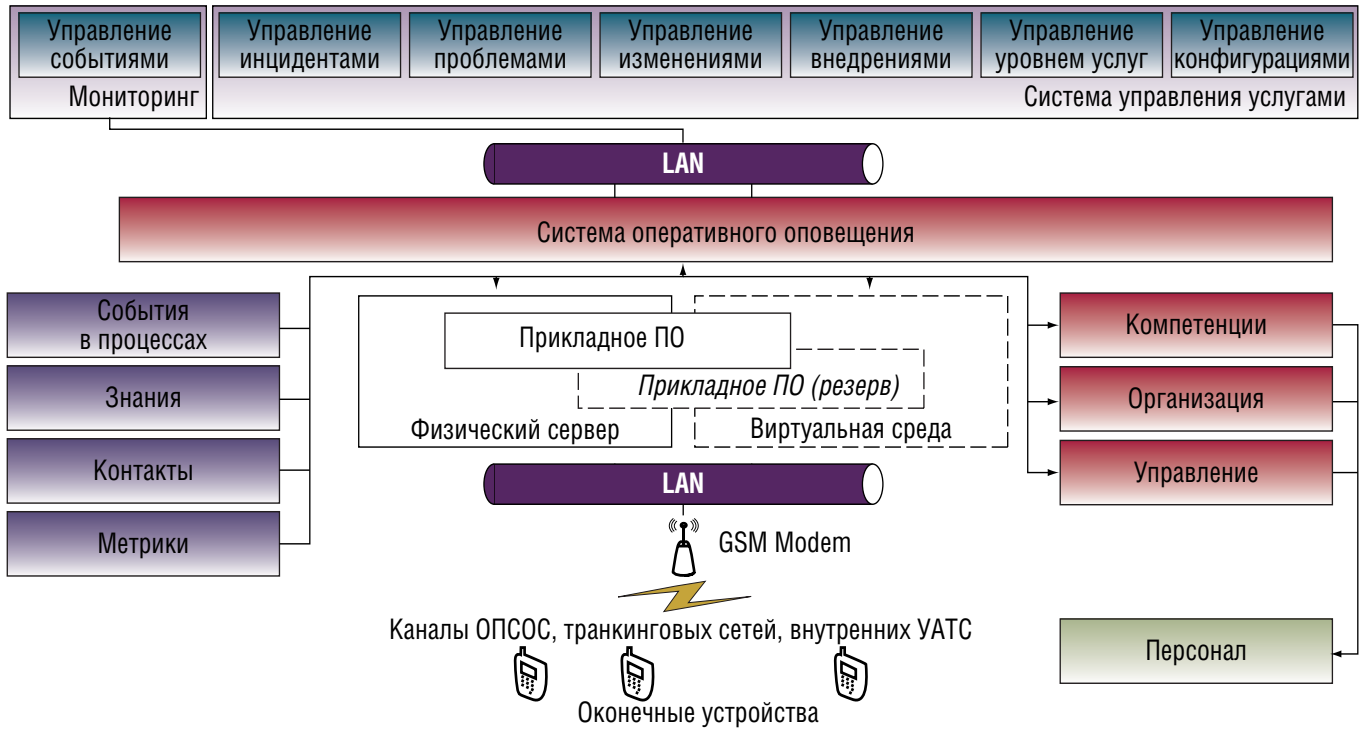 Управление
событиями
Управление
инцидентами
Управление
проблемами
Управление
изменениями
Управление
внедрениями
Управление
уровнем услуг
Управление
конфигурациями
Мониторинг
Система управления услугами
LAN
Система оперативного оповещения
События
в процессах
Знания
Контакты
Метрики
Прикладное ПО
Прикладное ПО (резерв)
Физический сервер
Виртуальная среда
Компетенции
Организация
Управление
LAN
GSM Modem
Каналы ОПСОС, транкинговых сетей, внутренних УАТС
Оконечные устройства
Персонал